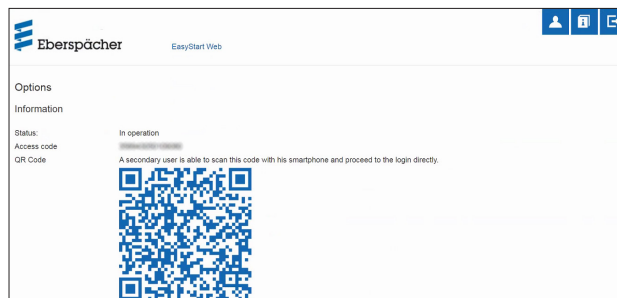 Eberspächer
EasyStart Web
Options
Information
Status: In operation
Access code
QR Code A secondary user is able to scan this code with his smartphone and proceed to the login directly.